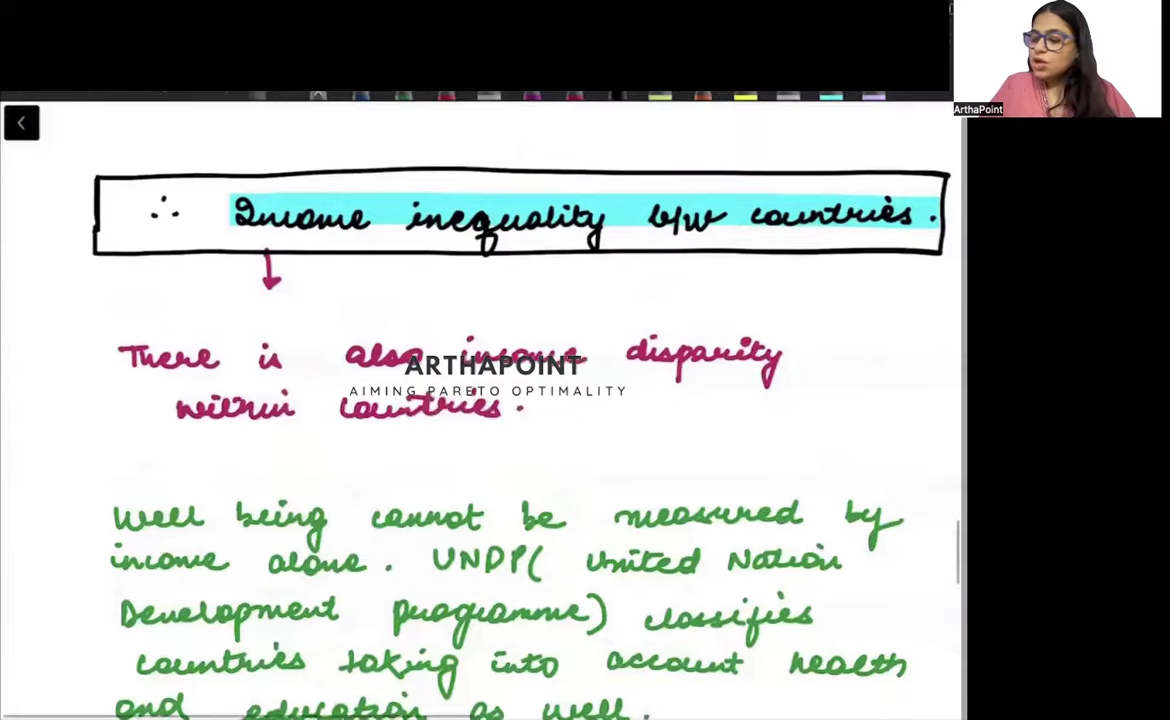 ArthaPoint
∴ Income inequality b/w countries.
There is also income disparity
within countries.
ARTHAPOINT
AIMING PARETO OPTIMALITY
Well being cannot be measured by
income alone. UNDP( United Nation
Development programme) classifies
countries taking into account health
and education as well.